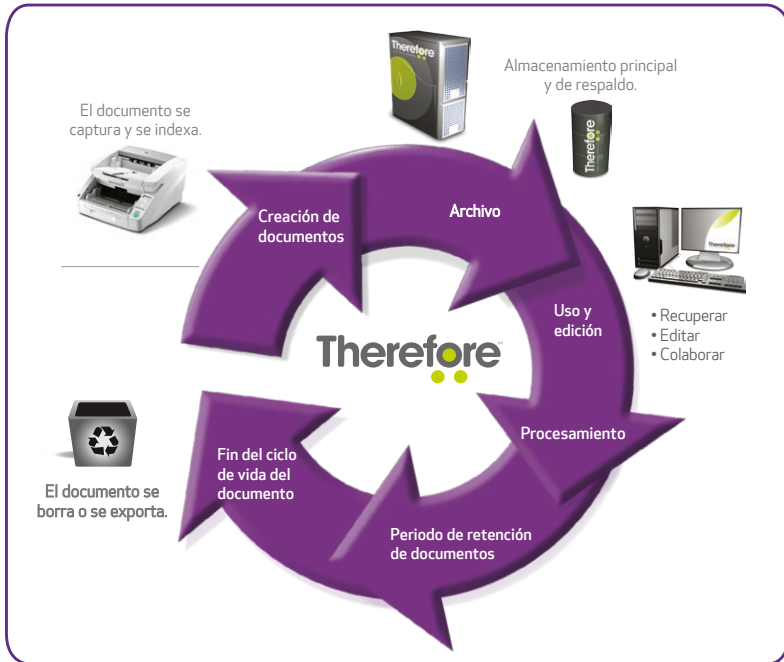 Therefore
Almacenamiento principal
y de respaldo.
Therefore
El documento se
captura y se indexa.
Creación de
documentos
Archivo
Therefore
Uso y
edición
• Recuperar
• Editar
• Colaborar
Therefore™
Procesamiento
Fin del ciclo
de vida del
documento
El documento se
borra o se exporta.
Periodo de retención
de documentos